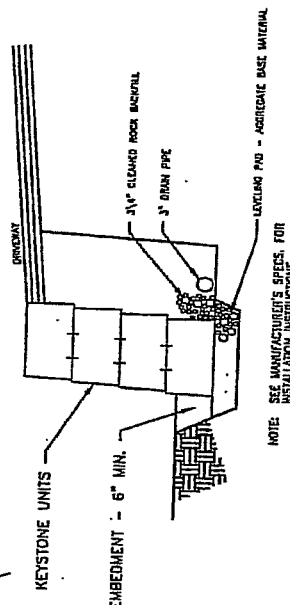 DRIVEWAY
KEYSTONE UNITS
3\4" CLEANED ROCK BACKFILL
3" DRAIN PIPE
EMBEDMENT - 6" MIN.
LEVELING PAD - AGGREGATE BASE MATERIAL
NOTE: SEE MANUFACTURER'S SPECS. FOR
INSTALLATION INSTRUCTIONS